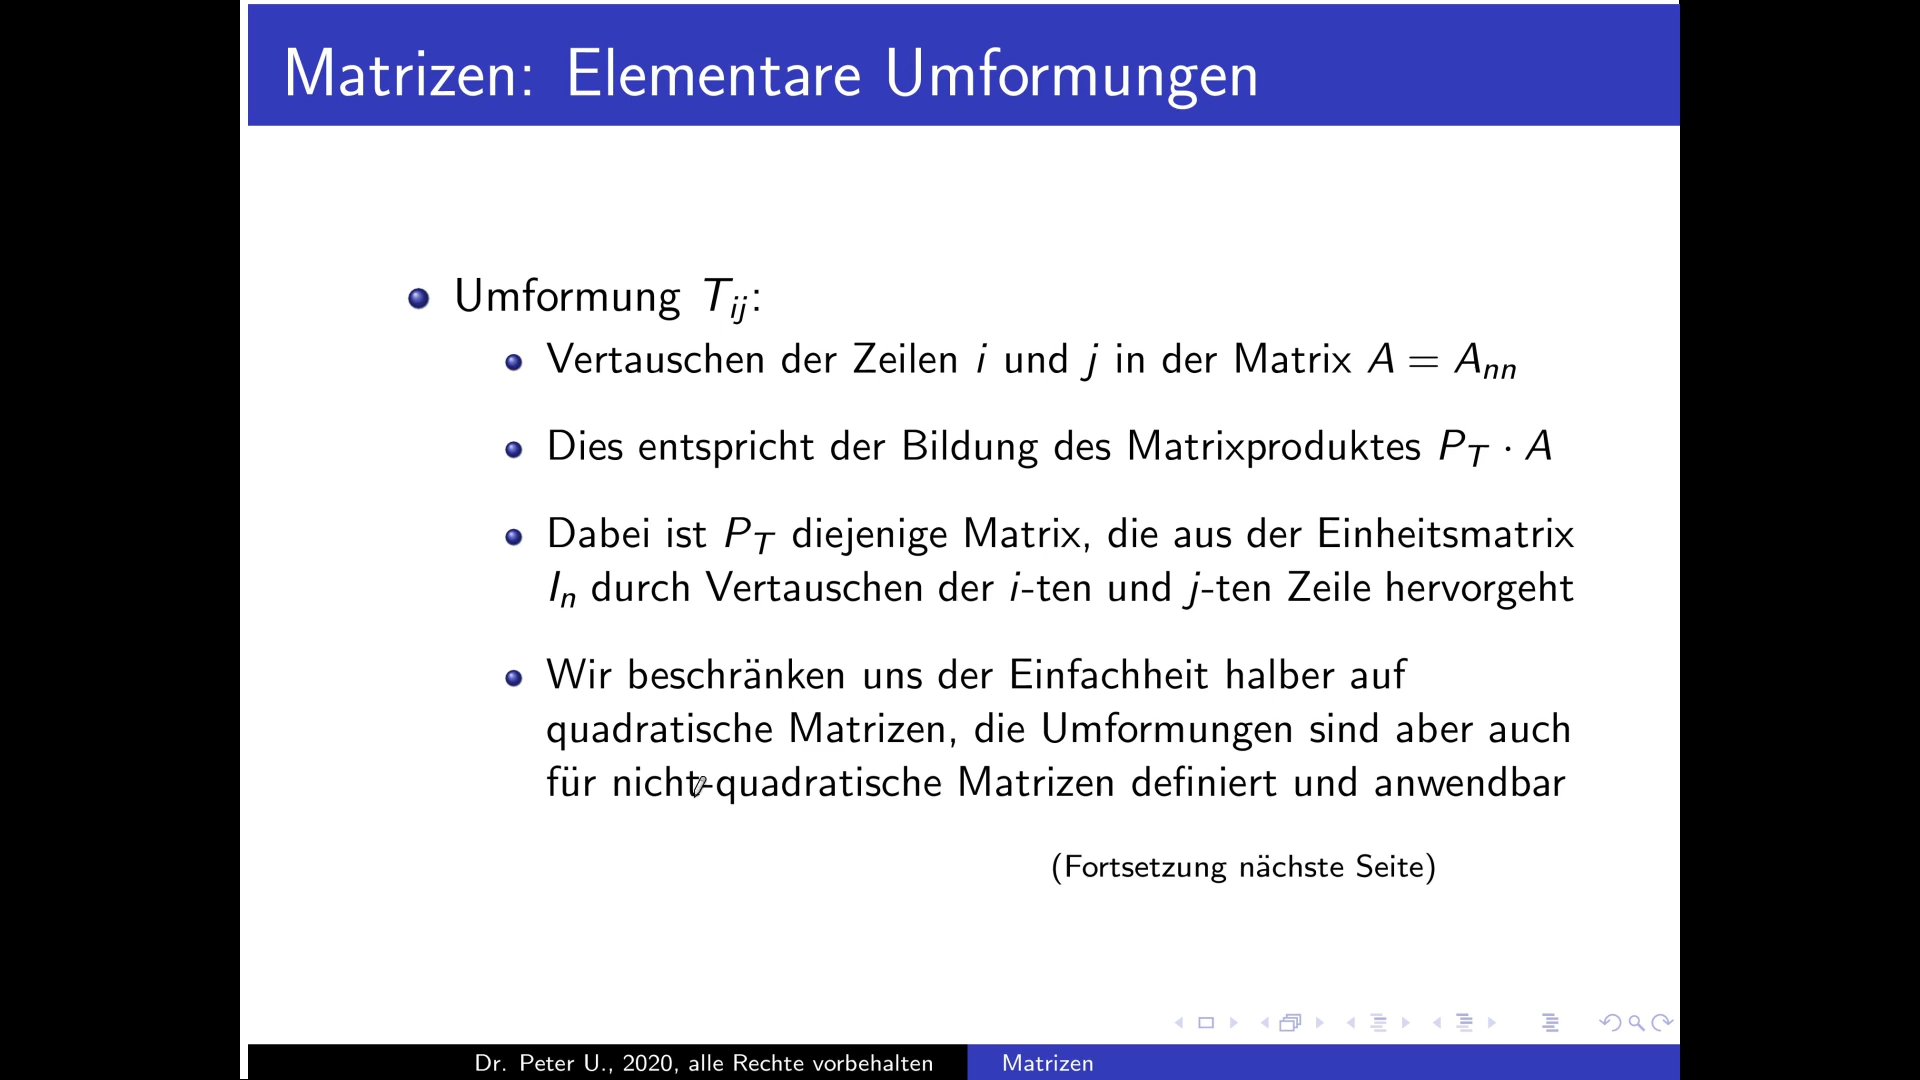 Matrizen: Elementare Umformungen
Umformung T_ij:
Vertauschen der Zeilen i und j in der Matrix A = A_nn
Dies entspricht der Bildung des Matrixproduktes P_T · A
Dabei ist P_T diejenige Matrix, die aus der Einheitsmatrix
I_n durch Vertauschen der i-ten und j-ten Zeile hervorgeht
Wir beschränken uns der Einfachheit halber auf
quadratische Matrizen, die Umformungen sind aber auch
für nicht-quadratische Matrizen definiert und anwendbar
(Fortsetzung nächste Seite)
Dr. Peter U., 2020, alle Rechte vorbehalten
Matrizen